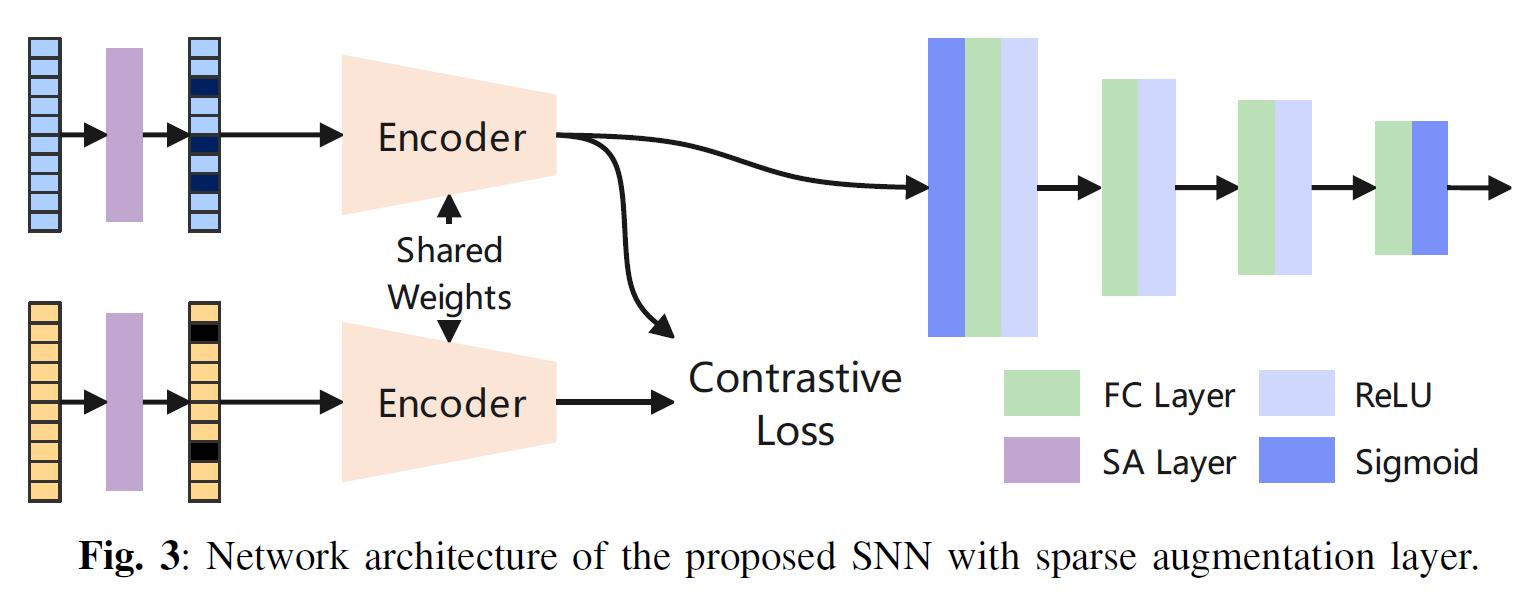 Encoder
Shared
Weights
Encoder
Contrastive
Loss
FC Layer
ReLU
SA Layer
Sigmoid
Fig. 3: Network architecture of the proposed SNN with sparse augmentation layer.